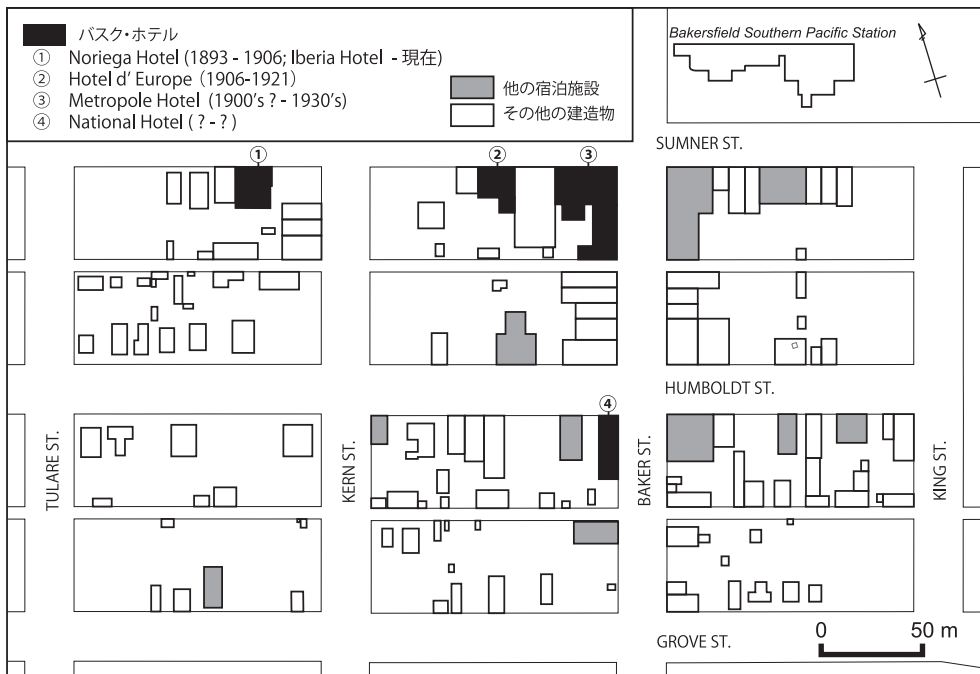 バスク・ホテル
① Noriega Hotel (1893 - 1906; Iberia Hotel - 現在)
② Hotel d' Europe (1906-1921)
③ Metropole Hotel (1900's ? - 1930's)
④ National Hotel ( ? - ? )
他の宿泊施設
その他の建造物
Bakersfield Southern Pacific Station
SUMNER ST.
①
②
③
HUMBOLDT ST.
④
TULARE ST.
KERN ST.
BAKER ST.
KING ST.
GROVE ST.
0 50 m